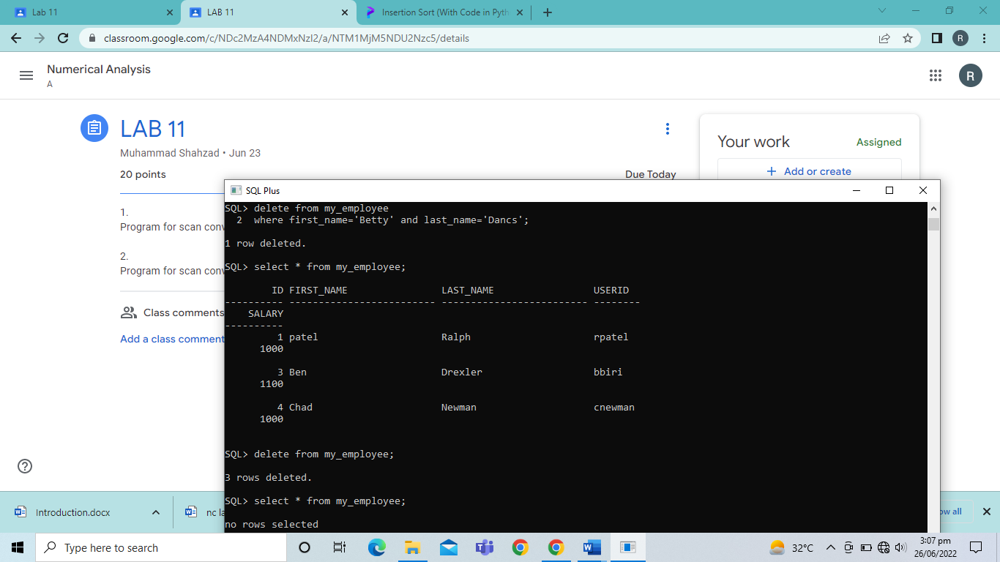 Lab 11
LAB 11
Insertion Sort (With Code in Pyth
classroom.google.com/c/NDc2MzA4NDMxNzI2/a/NTM1MjM5NDU2Nzc5/details
R
Numerical Analysis
A
R
LAB 11
Muhammad Shahzad • Jun 23
20 points
Due Today
Your work
Assigned
+ Add or create
1.
Program for scan conv
2.
Program for scan conv
Class comments
Add a class comment
SQL Plus
SQL> delete from my_employee
2 where first_name='Betty' and last_name='Dancs';
1 row deleted.
SQL> select * from my_employee;
ID FIRST_NAME LAST_NAME USERID
---------- ------------------------- ------------------------- --------
SALARY
----------
1 patel Ralph rpatel
1000
3 Ben Drexler bbiri
1100
4 Chad Newman cnewman
1000
SQL> delete from my_employee;
3 rows deleted.
SQL> select * from my_employee;
no rows selected
Introduction.docx
nc la
ow all
Type here to search
32°C
3:07 pm
26/06/2022